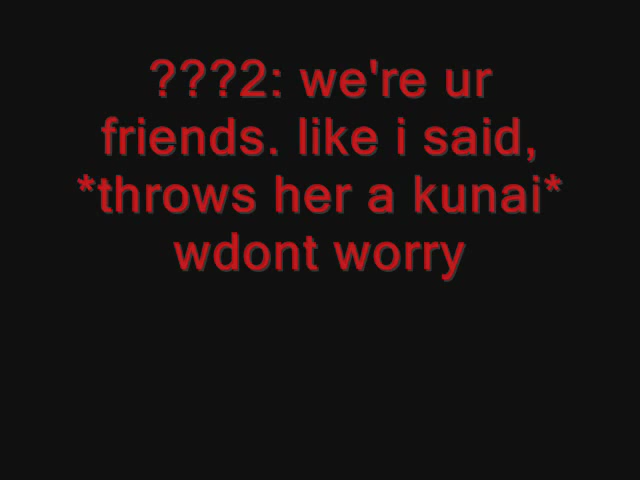 ???2: we're ur
friends. like i said,
*throws her a kunai*
wdont worry